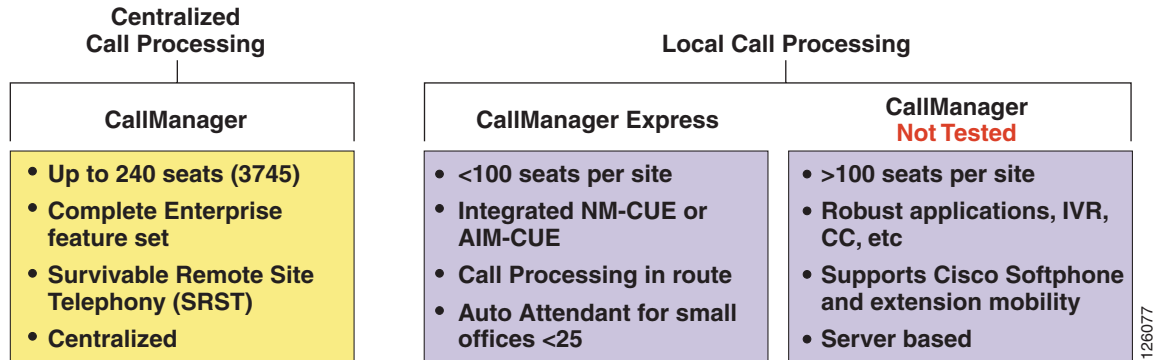 Centralized
Call Processing
Local Call Processing
CallManager
CallManager Express
CallManager
Not Tested
• Up to 240 seats (3745)
• Complete Enterprise
feature set
• Survivable Remote Site
Telephony (SRST)
• Centralized
• <100 seats per site
• Integrated NM-CUE or
AIM-CUE
• Call Processing in route
• Auto Attendant for small
offices <25
• >100 seats per site
• Robust applications, IVR,
CC, etc
• Supports Cisco Softphone
and extension mobility
• Server based
126077